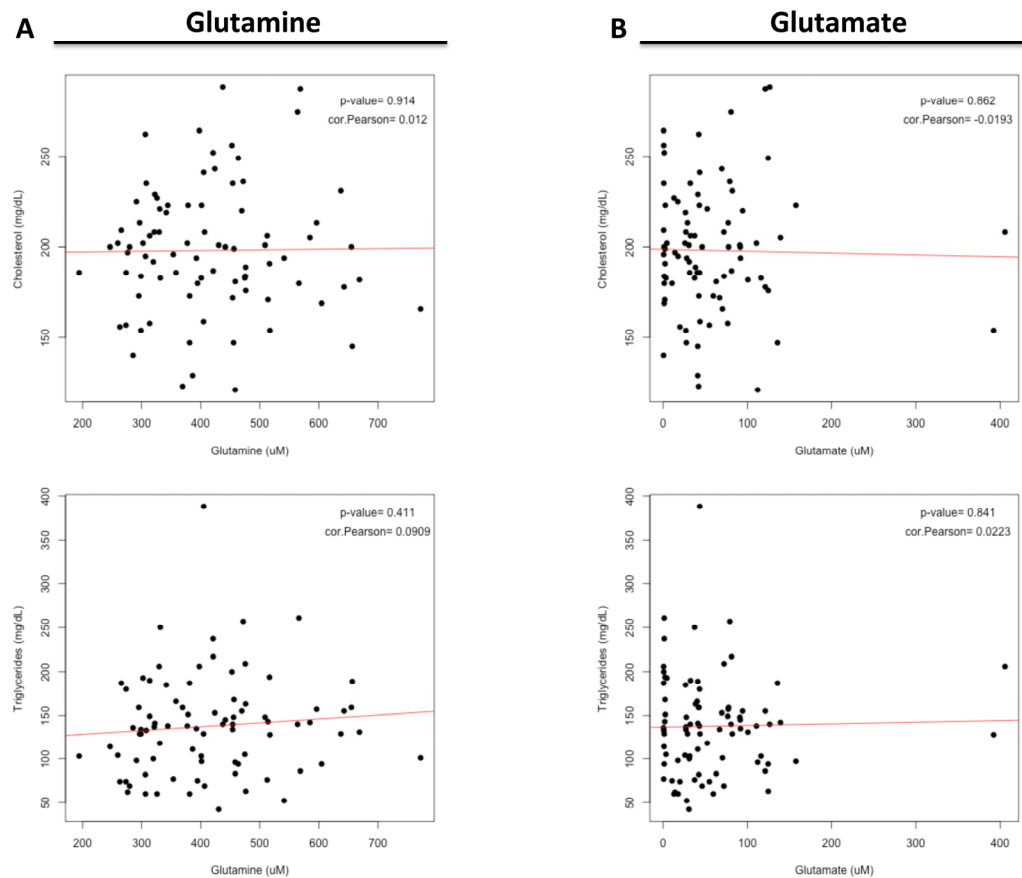 A Glutamine
B Glutamate
p-value= 0.914
cor.Pearson= 0.012
Cholesterol (mg/dL)
250
200
150
200 300 400 500 600 700
Glutamine (uM)
p-value= 0.862
cor.Pearson= -0.0193
Cholesterol (mg/dL)
250
200
150
0 100 200 300 400
Glutamate (uM)
p-value= 0.411
cor.Pearson= 0.0909
Triglycerides (mg/dL)
400
350
300
250
200
150
100
50
200 300 400 500 600 700
Glutamine (uM)
p-value= 0.841
cor.Pearson= 0.0223
Triglycerides (mg/dL)
400
350
300
250
200
150
100
50
0 100 200 300 400
Glutamate (uM)